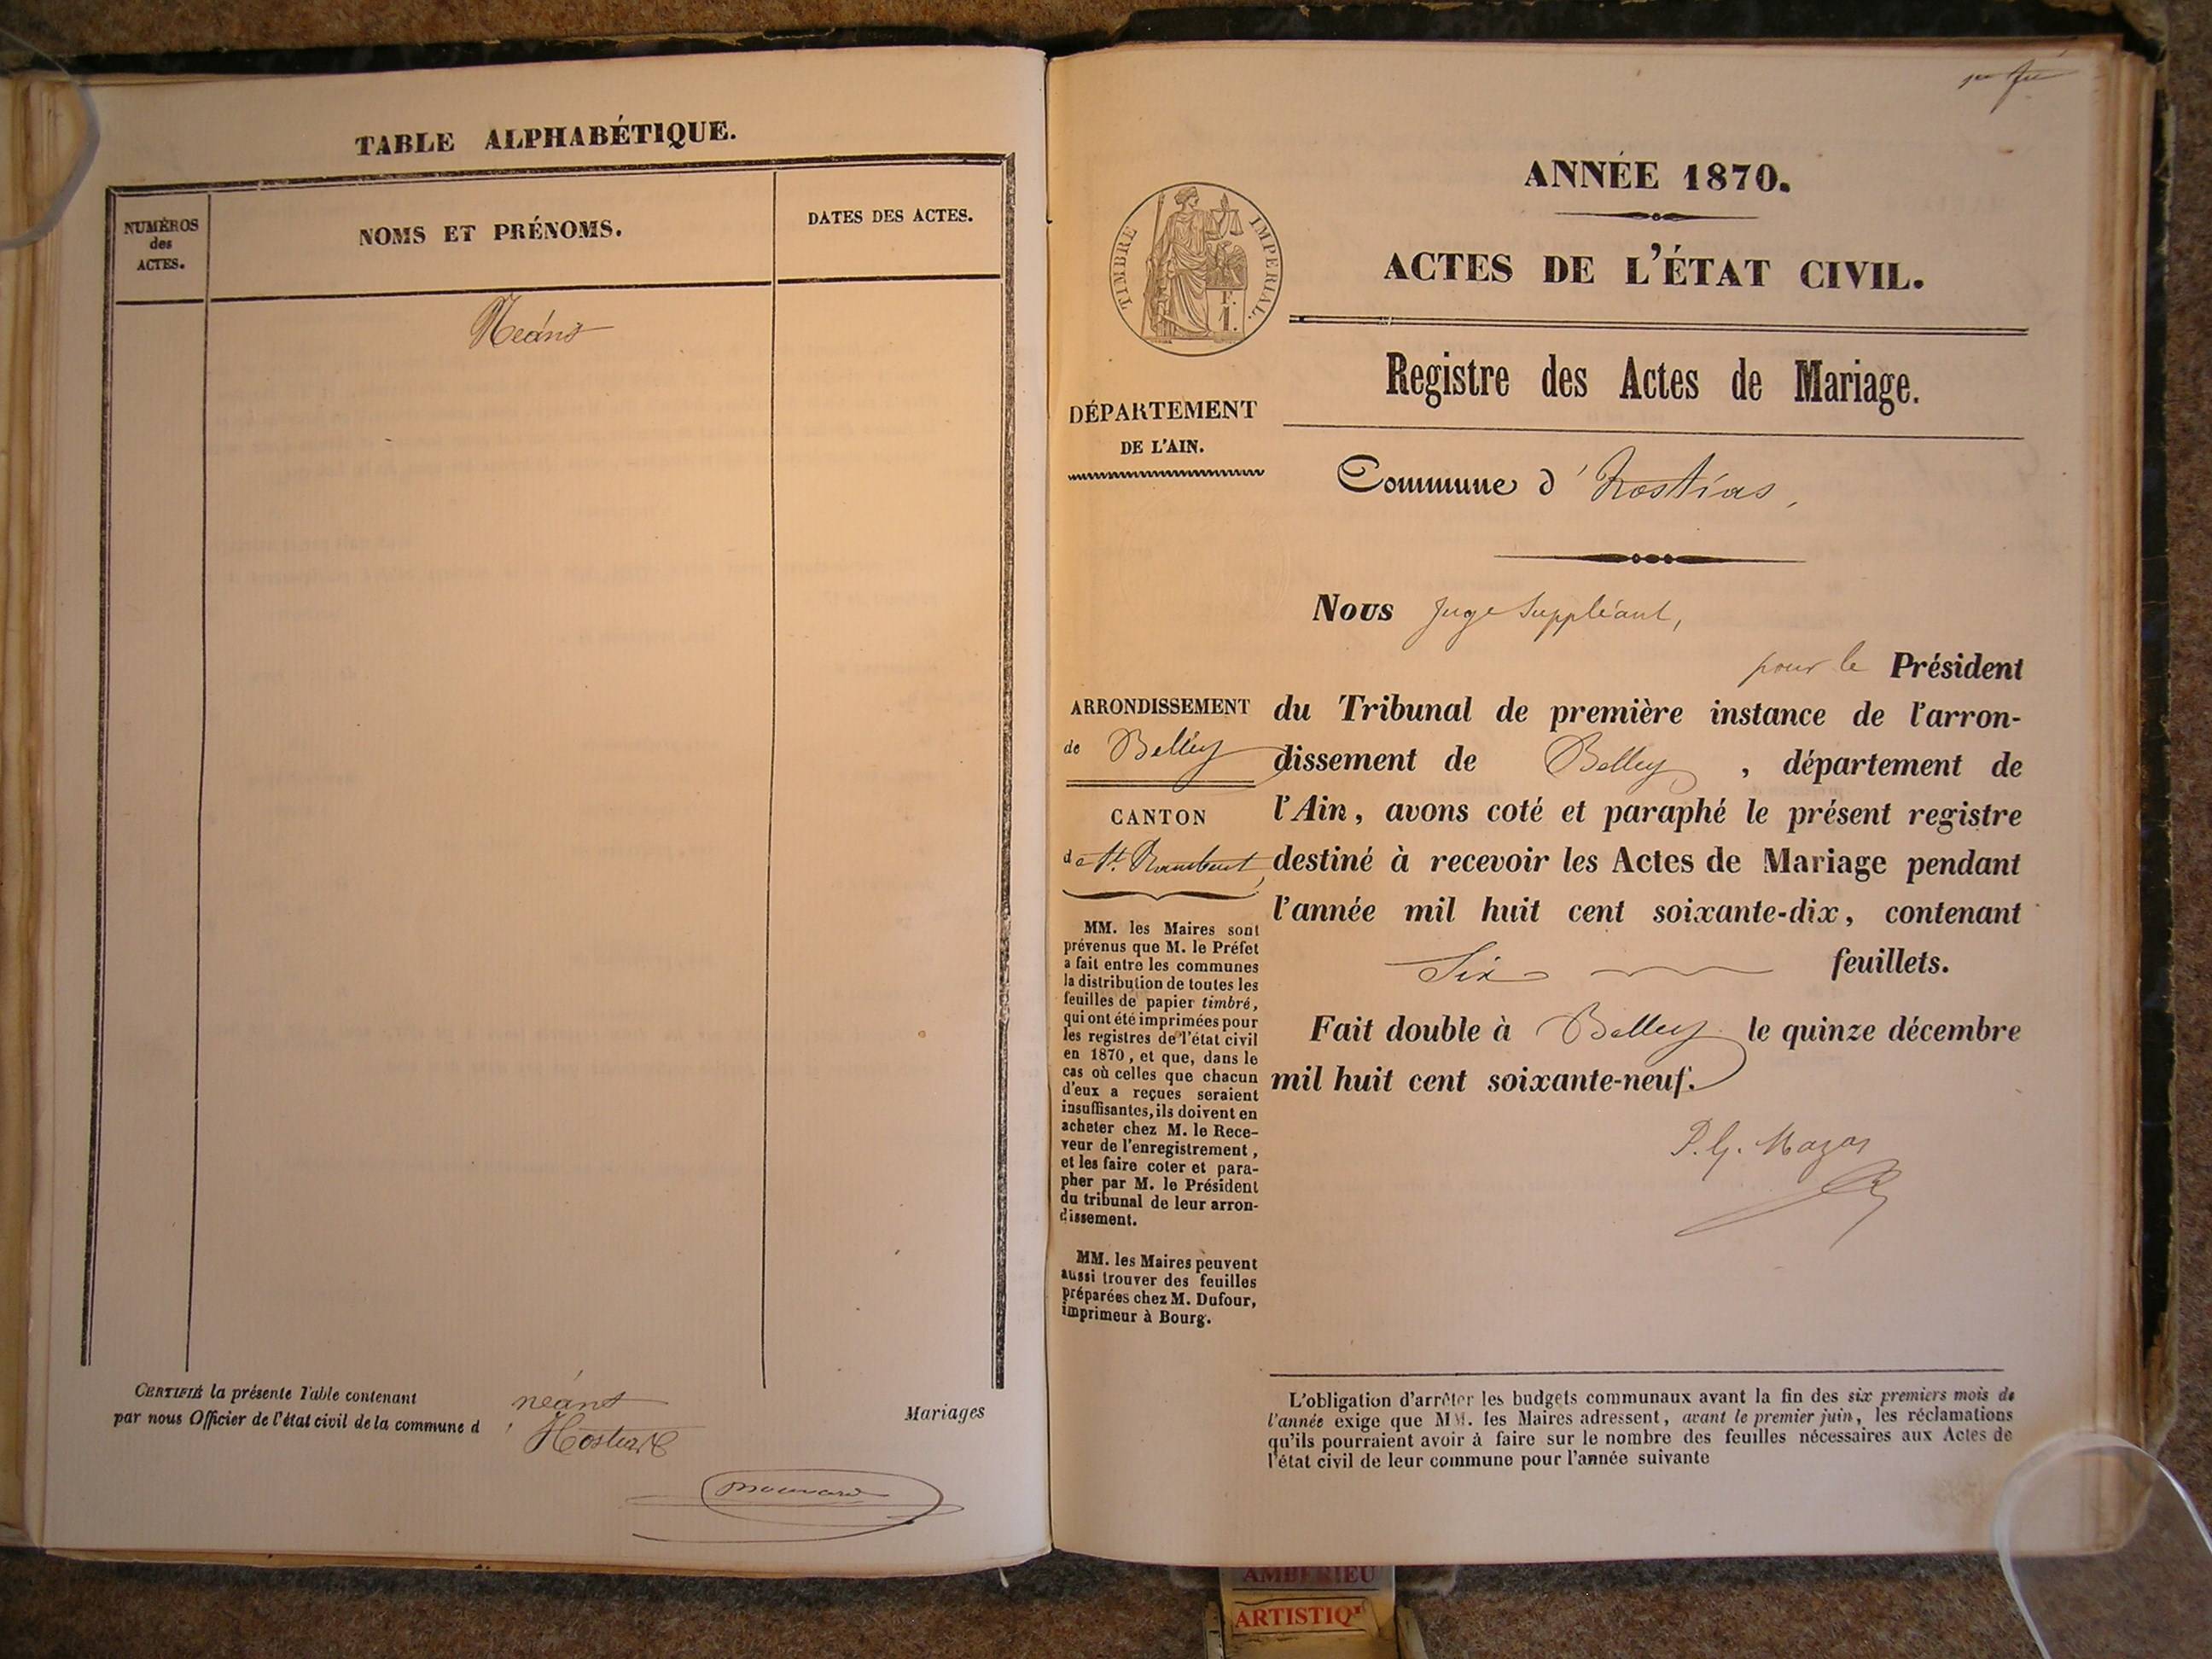 TABLE ALPHABÉTIQUE.
NUMÉROS
des
ACTES.
NOMS ET PRÉNOMS.
DATES DES ACTES.
Néant
CERTIFIÉ la présente Table contenant néant Mariages
par nous Officier de l'état civil de la commune d' Hostias
1er fet
ANNÉE 1870.
ACTES DE L'ÉTAT CIVIL.
TIMBRE IMPERIAL.
F.
1.
Registre des Actes de Mariage.
DÉPARTEMENT
DE L'AIN.
Commune d' Hostias,
Nous Juge Suppléant,
pour le Président
du Tribunal de première instance de l'arron-
dissement de Belley, département de
l'Ain, avons coté et paraphé le présent registre
destiné à recevoir les Actes de Mariage pendant
l'année mil huit cent soixante-dix, contenant
Six feuillets.
Fait double à Belley le quinze décembre
mil huit cent soixante-neuf.
ARRONDISSEMENT
de Belley
CANTON
de St. Rambert,
MM. les Maires sont
prévenus que M. le Préfet
a fait entre les communes
la distribution de toutes les
feuilles de papier timbré,
qui ont été imprimées pour
les registres de l'état civil
en 1870, et que, dans le
cas où celles que chacun
d'eux a reçues seraient
insuffisantes, ils doivent en
acheter chez M. le Rece-
veur de l'enregistrement,
et les faire coter et para-
pher par M. le Président
du tribunal de leur arron-
dissement.
MM. les Maires peuvent
aussi trouver des feuilles
préparées chez M. Dufour,
imprimeur à Bourg.
L'obligation d'arrêter les budgets communaux avant la fin des six premiers mois de
l'année exige que MM. les Maires adressent, avant le premier juin, les réclamations
qu'ils pourraient avoir à faire sur le nombre des feuilles nécessaires aux Actes de
l'état civil de leur commune pour l'année suivante
AMBERIEU
ARTISTIQ